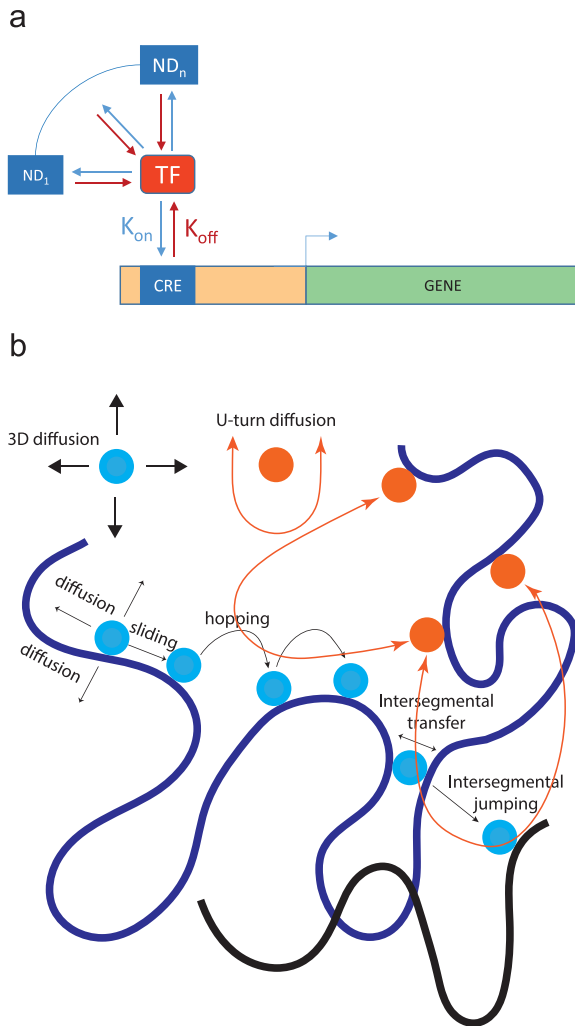 a
ND₁
NDₙ
TF
Kon
Koff
CRE
GENE
b
3D diffusion
U-turn diffusion
diffusion
sliding
diffusion
hopping
Intersegmental
transfer
Intersegmental
jumping